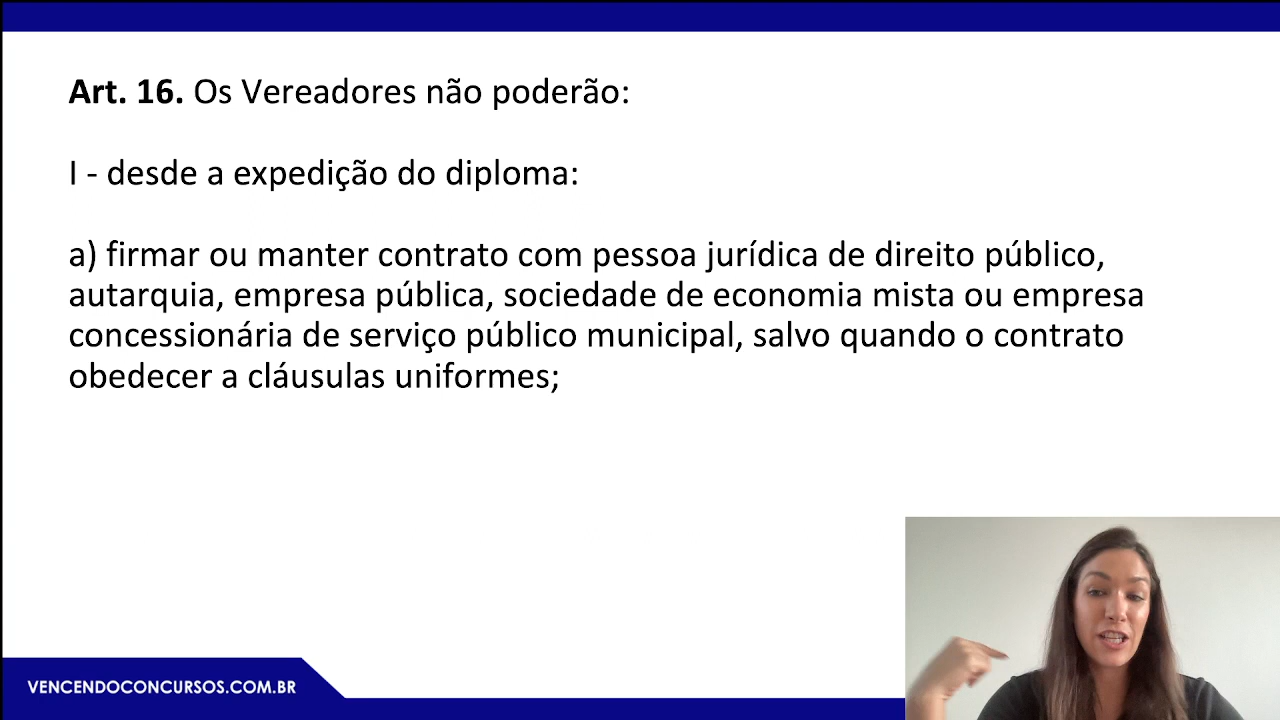 Art. 16. Os Vereadores não poderão:
I - desde a expedição do diploma:
a) firmar ou manter contrato com pessoa jurídica de direito público,
autarquia, empresa pública, sociedade de economia mista ou empresa
concessionária de serviço público municipal, salvo quando o contrato
obedecer a cláusulas uniformes;
VENCENDOCONCURSOS.COM.BR